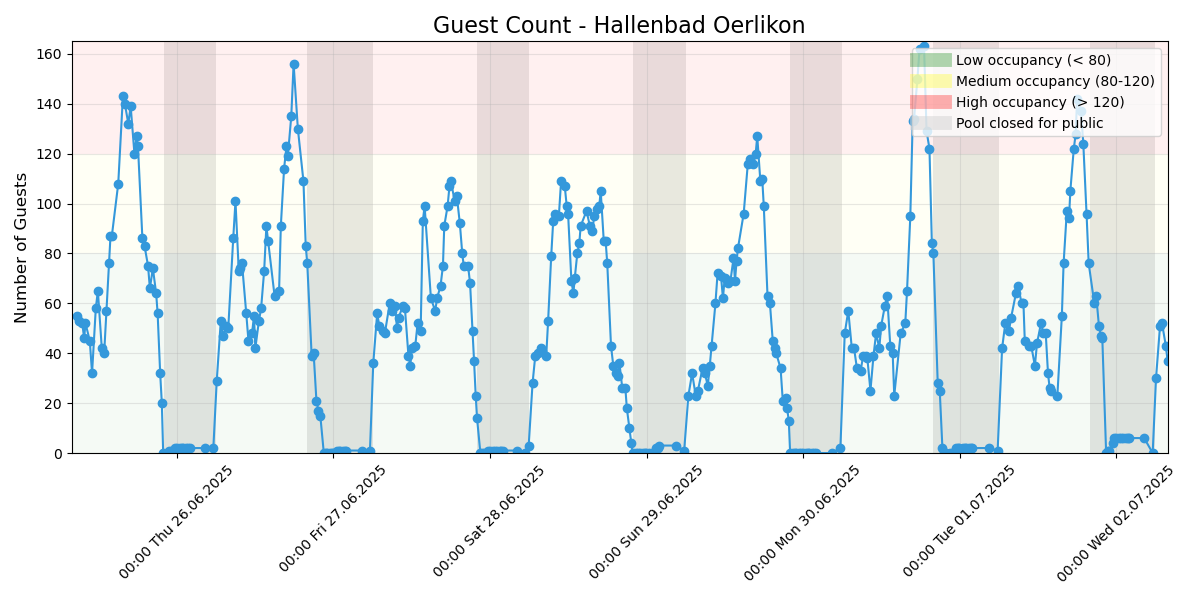 Guest Count - Hallenbad Oerlikon
Number of Guests
160
140
120
100
80
60
40
20
0
Low occupancy (< 80)
Medium occupancy (80-120)
High occupancy (> 120)
Pool closed for public
00:00 Thu 26.06.2025
00:00 Fri 27.06.2025
00:00 Sat 28.06.2025
00:00 Sun 29.06.2025
00:00 Mon 30.06.2025
00:00 Tue 01.07.2025
00:00 Wed 02.07.2025